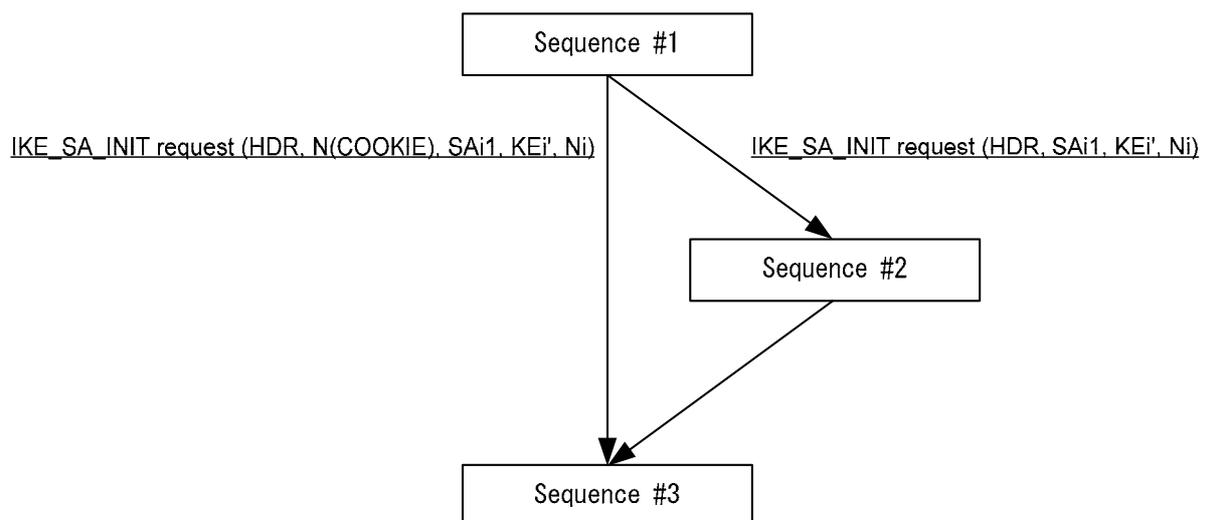 Sequence #1
IKE_SA_INIT request (HDR, N(COOKIE), SAi1, KEi', Ni)
IKE_SA_INIT request (HDR, SAi1, KEi', Ni)
Sequence #2
Sequence #3